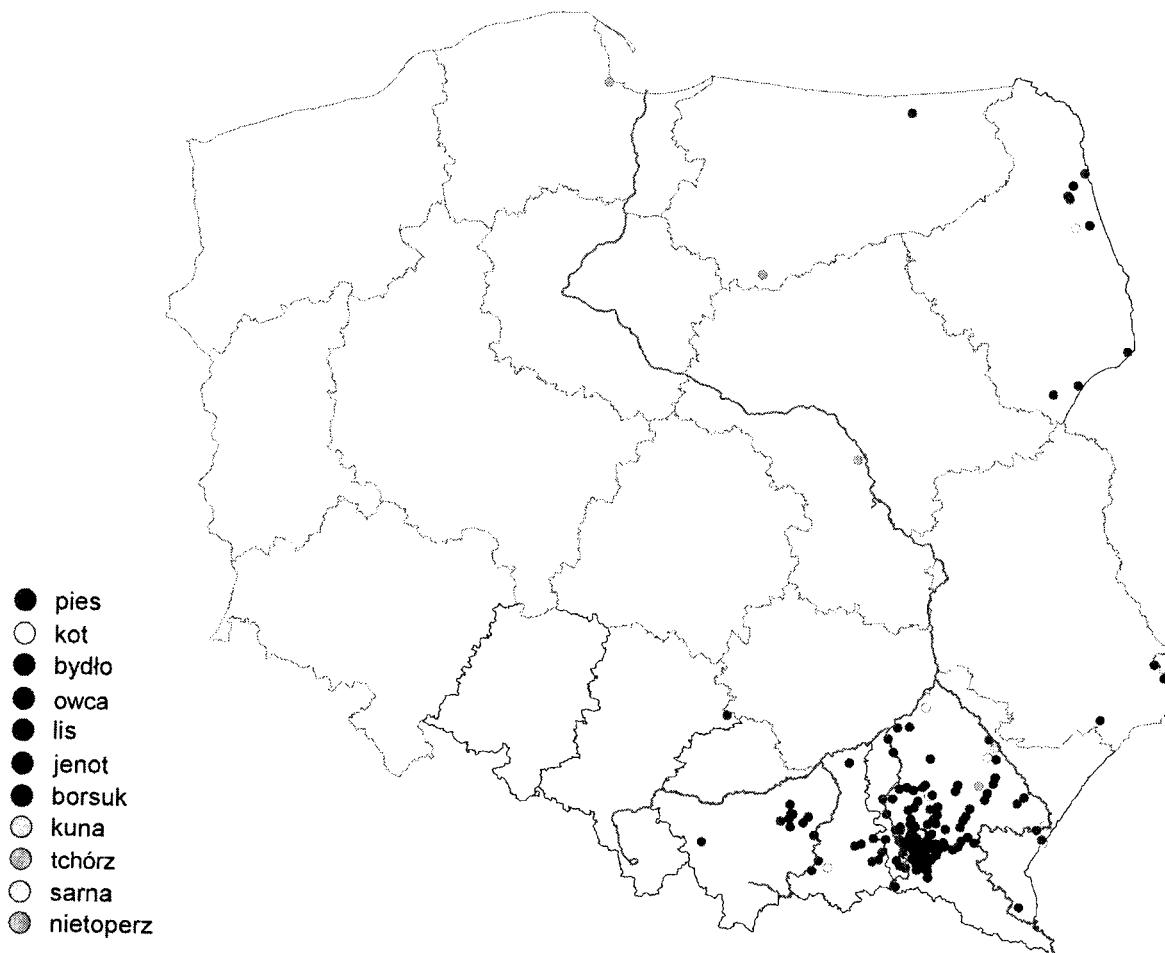 pies
kot
bydło
owca
lis
jenot
borsuk
kuna
tchórz
sarna
nietoperz